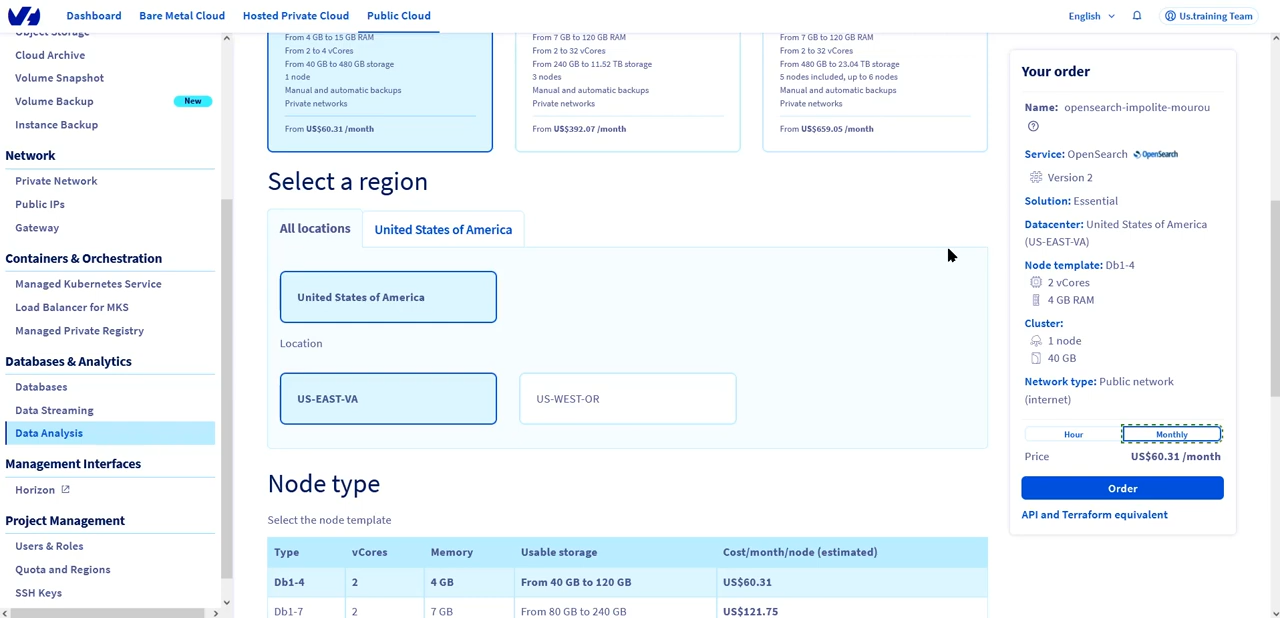 Dashboard
Bare Metal Cloud
Hosted Private Cloud
Public Cloud
English
Us.training Team
Object Storage
Cloud Archive
Volume Snapshot
Volume Backup
New
Instance Backup
Network
Private Network
Public IPs
Gateway
Containers & Orchestration
Managed Kubernetes Service
Load Balancer for MKS
Managed Private Registry
Databases & Analytics
Databases
Data Streaming
Data Analysis
Management Interfaces
Horizon
Project Management
Users & Roles
Quota and Regions
SSH Keys
From 4 GB to 15 GB RAM
From 2 to 4 vCores
From 40 GB to 480 GB storage
1 node
Manual and automatic backups
Private networks
From US$60.31 /month
From 7 GB to 120 GB RAM
From 2 to 32 vCores
From 240 GB to 11.52 TB storage
3 nodes
Manual and automatic backups
Private networks
From US$392.07 /month
From 7 GB to 120 GB RAM
From 2 to 32 vCores
From 480 GB to 23.04 TB storage
5 nodes included, up to 6 nodes
Manual and automatic backups
Private networks
From US$659.05 /month
Select a region
All locations
United States of America
United States of America
Location
US-EAST-VA
US-WEST-OR
Node type
Select the node template
Type vCores Memory Usable storage Cost/month/node (estimated)
Db1-4 2 4 GB From 40 GB to 120 GB US$60.31
Db1-7 2 7 GB From 80 GB to 240 GB US$121.75
Your order
Name: opensearch-impolite-mourou
Service: OpenSearch OpenSearch
Version 2
Solution: Essential
Datacenter: United States of America
(US-EAST-VA)
Node template: Db1-4
2 vCores
4 GB RAM
Cluster:
1 node
40 GB
Network type: Public network
(internet)
Hour
Monthly
Price US$60.31 /month
Order
API and Terraform equivalent